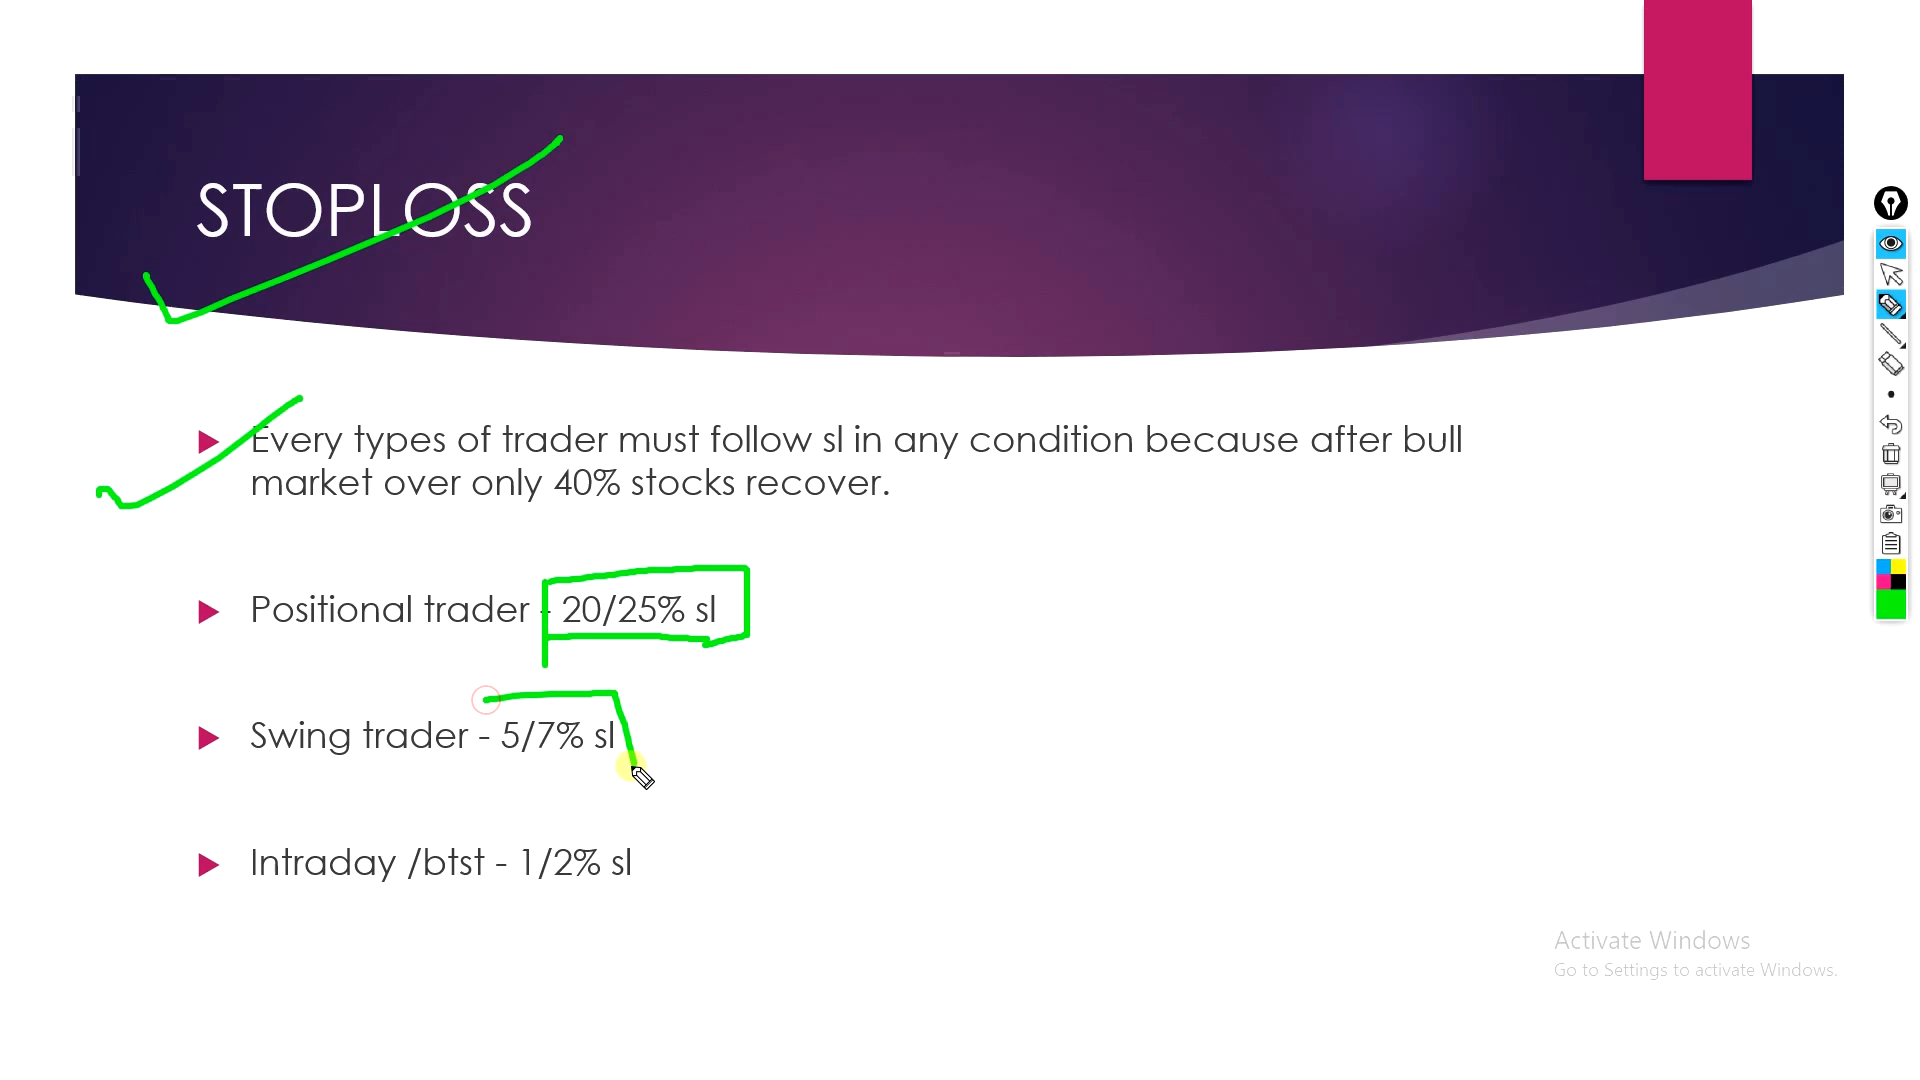 STOPLOSS
Every types of trader must follow sl in any condition because after bull
market over only 40% stocks recover.
Positional trader - 20/25% sl
Swing trader - 5/7% sl
Intraday /btst - 1/2% sl
Activate Windows
Go to Settings to activate Windows.